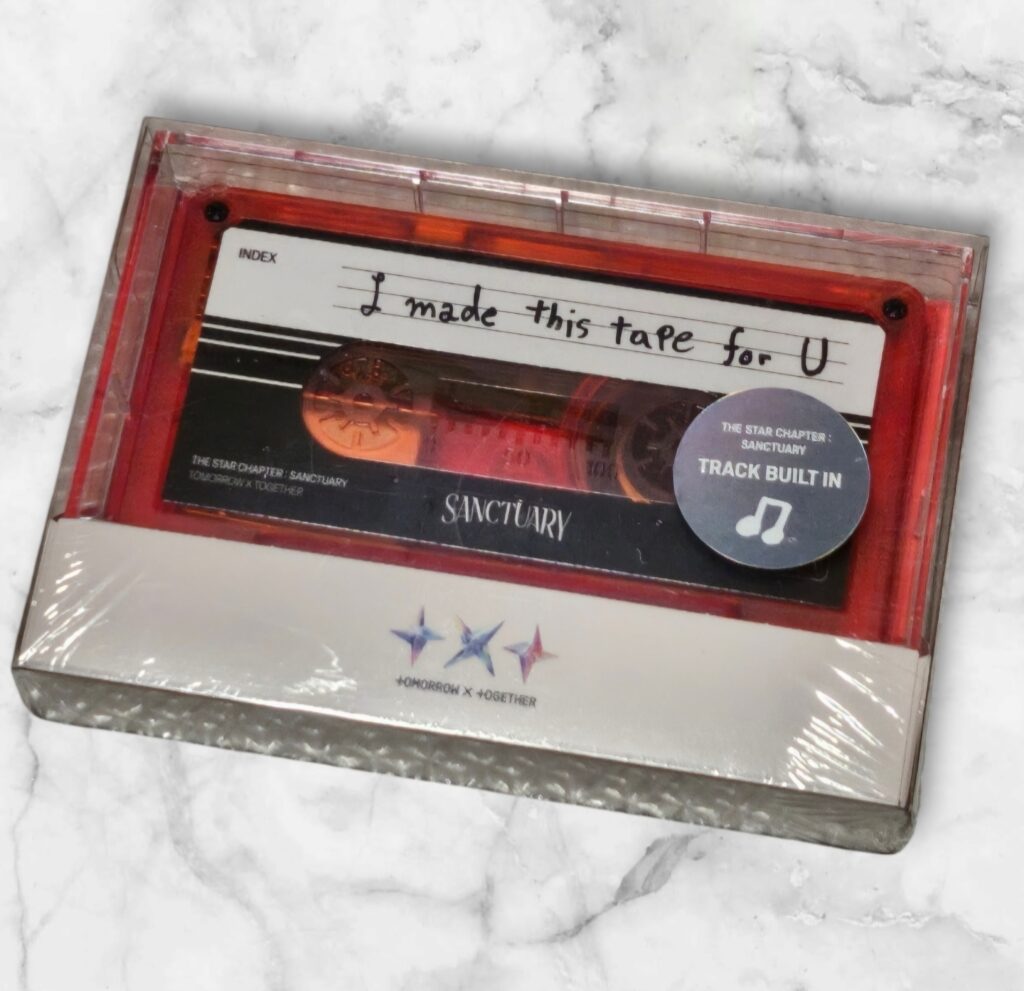 INDEX
I made this tape for U
THE STAR CHAPTER : SANCTUARY
TOMORROW X TOGETHER
SANCTUARY
THE STAR CHAPTER :
SANCTUARY
TRACK BUILT IN
TOMORROW X TOGETHER